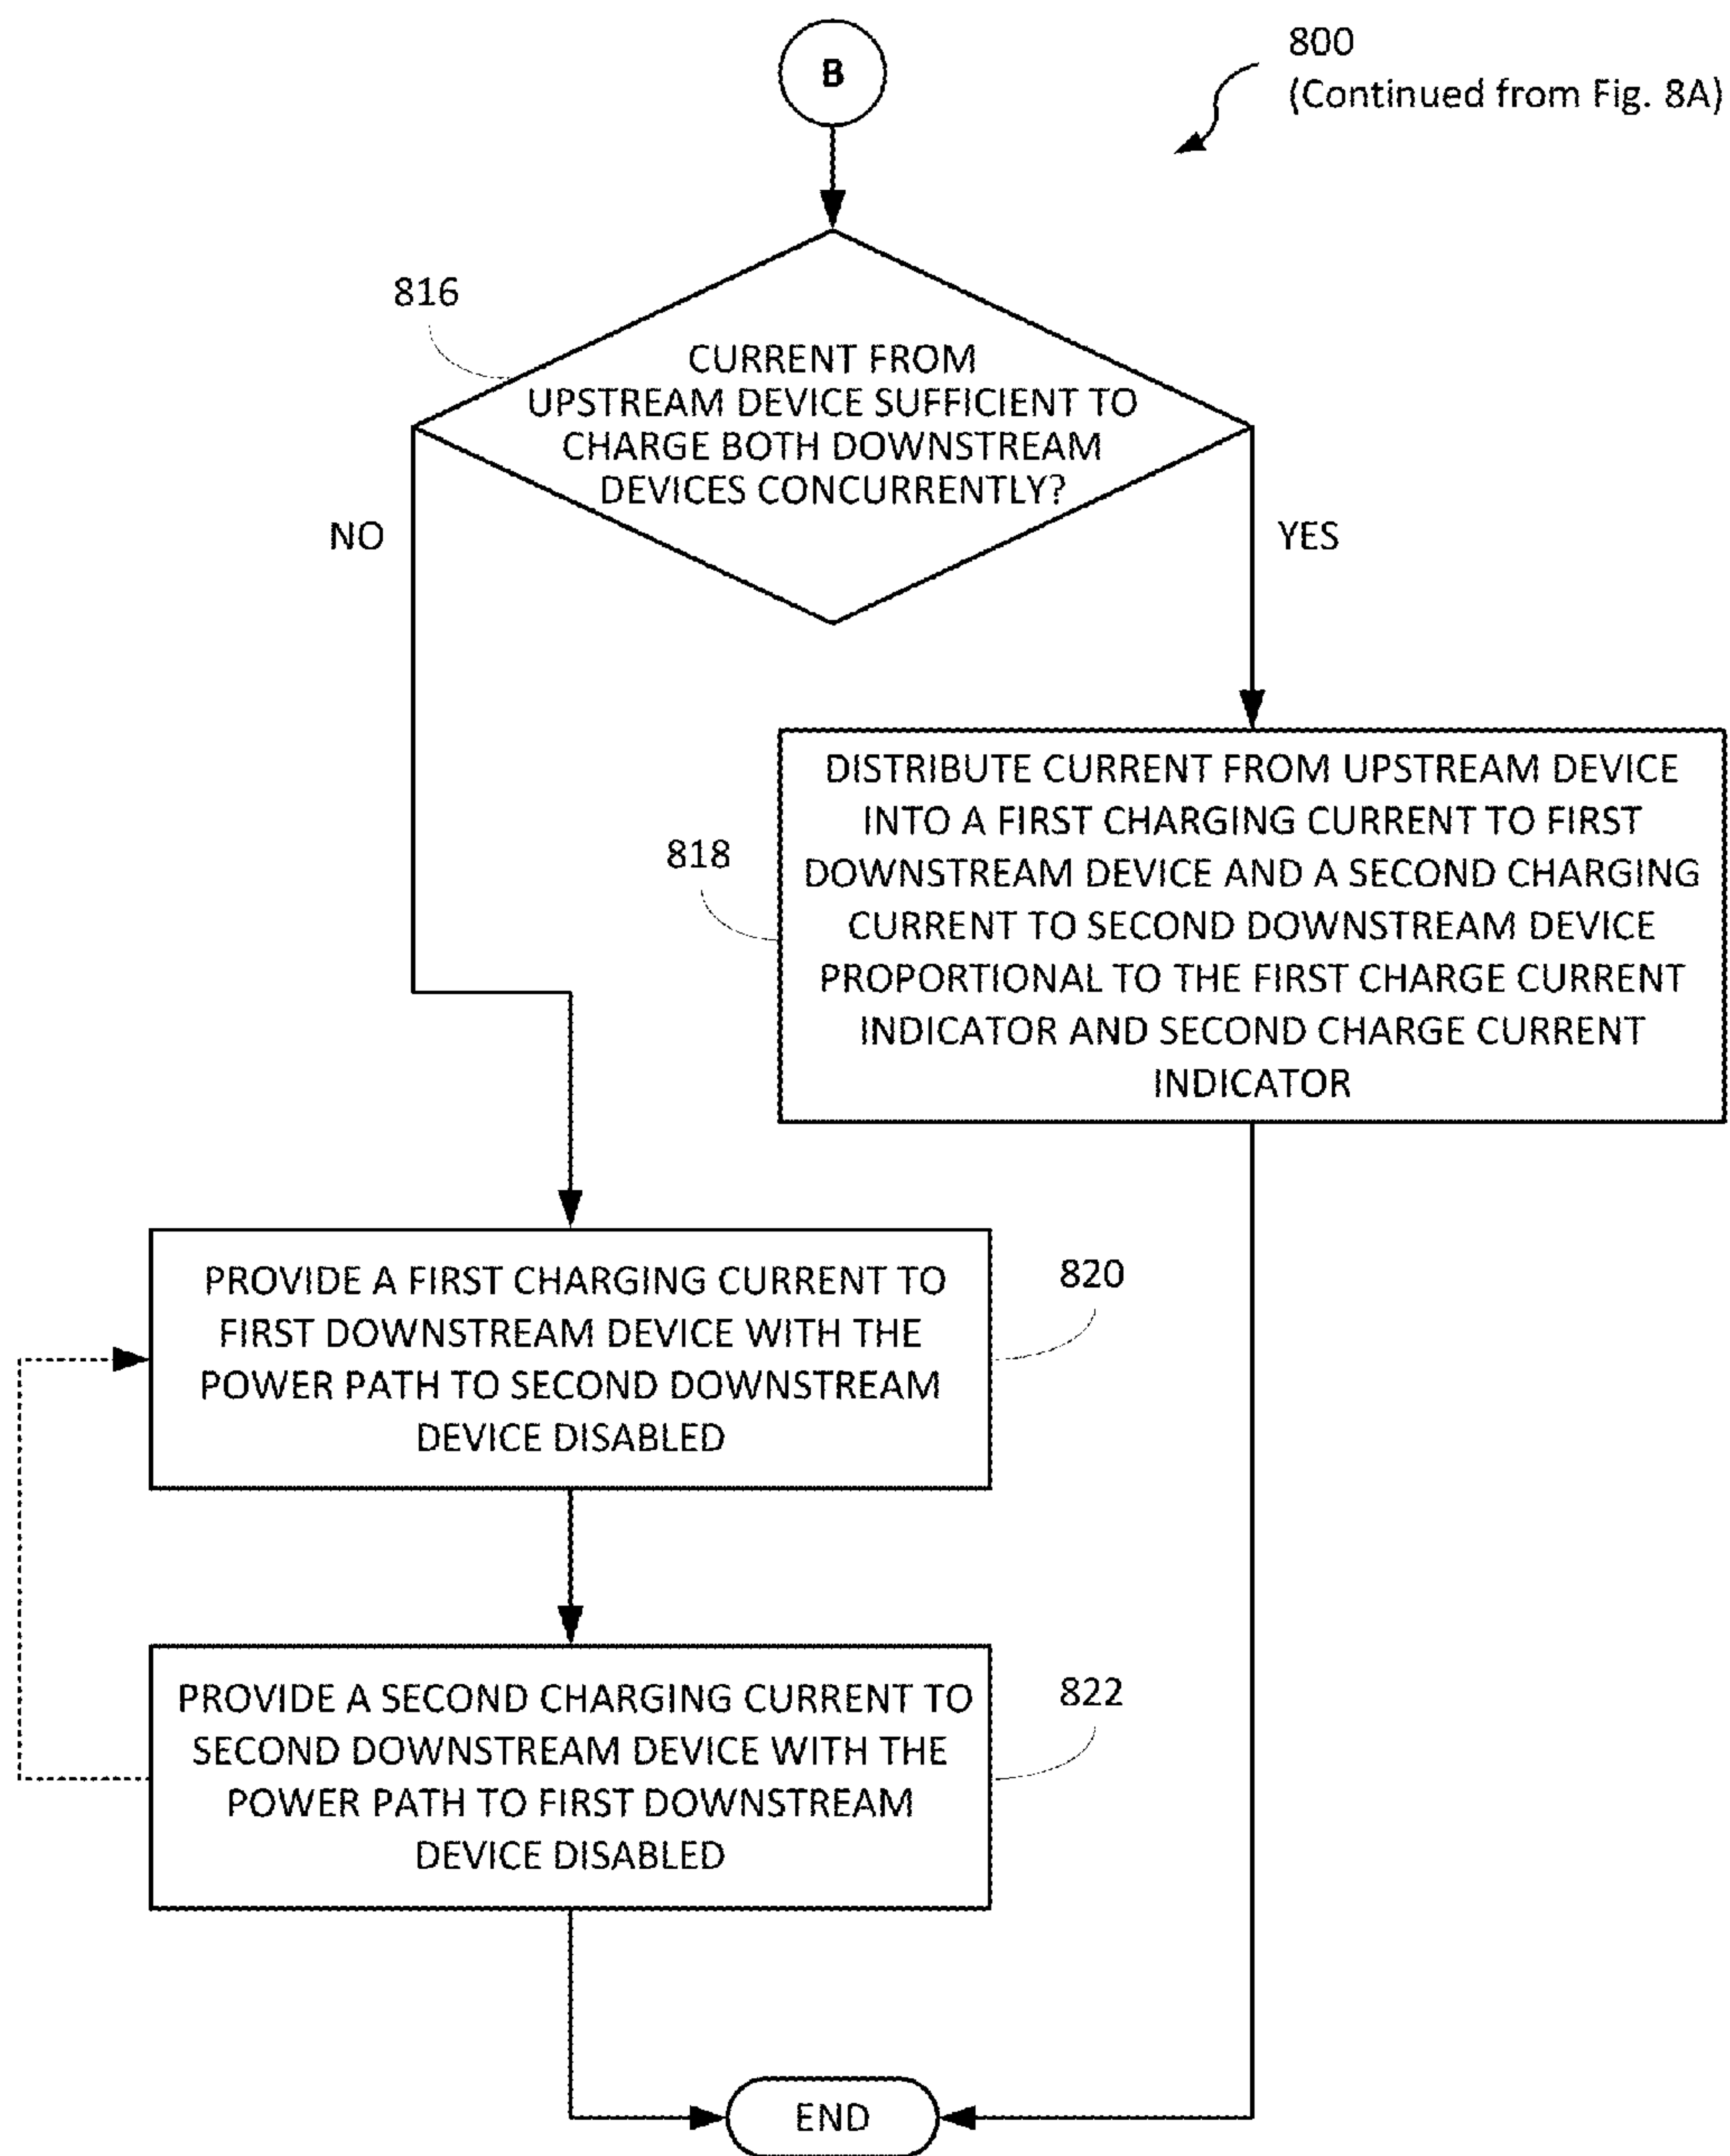 B
800
(Continued from Fig. 8A)
816
CURRENT FROM
UPSTREAM DEVICE SUFFICIENT TO
CHARGE BOTH DOWNSTREAM
DEVICES CONCURRENTLY?
NO
YES
818
DISTRIBUTE CURRENT FROM UPSTREAM DEVICE
INTO A FIRST CHARGING CURRENT TO FIRST
DOWNSTREAM DEVICE AND A SECOND CHARGING
CURRENT TO SECOND DOWNSTREAM DEVICE
PROPORTIONAL TO THE FIRST CHARGE CURRENT
INDICATOR AND SECOND CHARGE CURRENT
INDICATOR
PROVIDE A FIRST CHARGING CURRENT TO
FIRST DOWNSTREAM DEVICE WITH THE
POWER PATH TO SECOND DOWNSTREAM
DEVICE DISABLED
820
PROVIDE A SECOND CHARGING CURRENT TO
SECOND DOWNSTREAM DEVICE WITH THE
POWER PATH TO FIRST DOWNSTREAM
DEVICE DISABLED
822
END